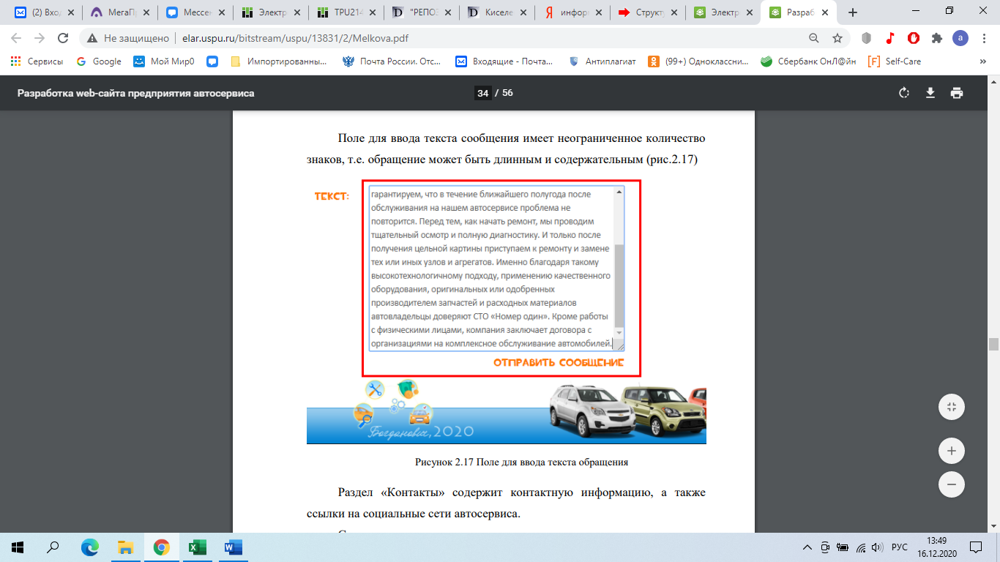 (2) Вхо
МегаП
Мессен
Электр
TPU214
"РЕПОЗ
Киселе
инфор
Структу
Электр
Разраб
Не защищено
elar.uspu.ru/bitstream/uspu/13831/2/Melkova.pdf
a
Сервисы
Google
Мой Мир0
Импортированны...
Почта России. Отс...
Входящие - Почта...
Антиплагиат
(99+) Одноклассни...
Сбербанк ОнЛ@йн
[F] Self-Care
»
Разработка web-сайта предприятия автосервиса
34 / 56
Поле для ввода текста сообщения имеет неограниченное количество
знаков, т.е. обращение может быть длинным и содержательным (рис.2.17)
ТЕКСТ:
гарантируем, что в течение ближайшего полугода после
обслуживания на нашем автосервисе проблема не
повторится. Перед тем, как начать ремонт, мы проводим
тщательный осмотр и полную диагностику. И только после
получения цельной картины приступаем к ремонту и замене
тех или иных узлов и агрегатов. Именно благодаря такому
высокотехнологичному подходу, применению качественного
оборудования, оригинальных или одобренных
производителем запчастей и расходных материалов
автовладельцы доверяют СТО «Номер один». Кроме работы
с физическими лицами, компания заключает договора с
организациями на комплексное обслуживание автомобилей.
ОТПРАВИТЬ СООБЩЕНИЕ
Богданович, 2020
Рисунок 2.17 Поле для ввода текста обращения
Раздел «Контакты» содержит контактную информацию, а также
ссылки на социальные сети автосервиса.
РУС
13:49
16.12.2020